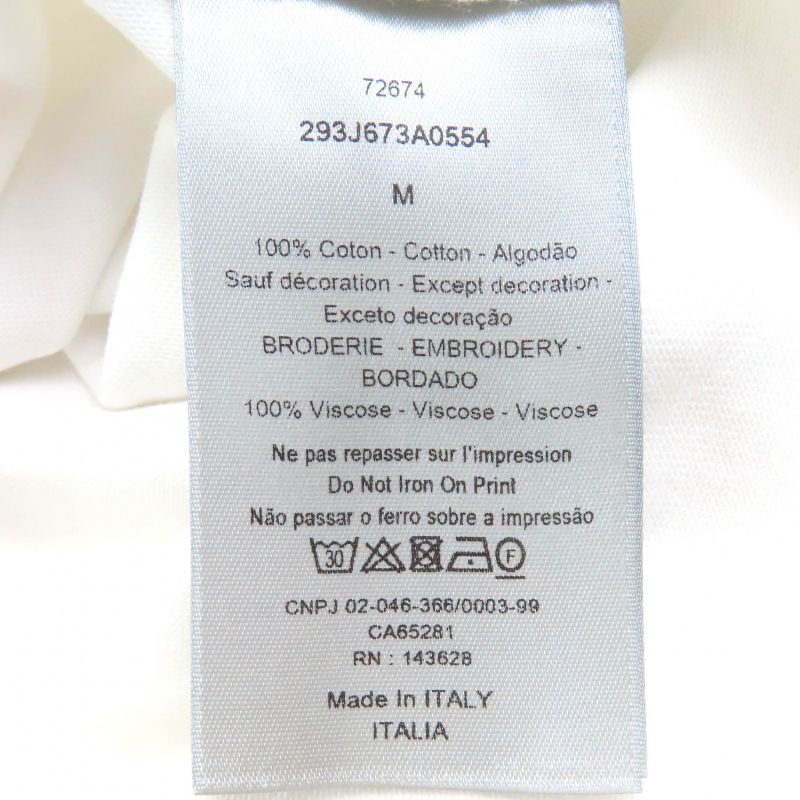 72674
293J673A0554
M
100% Coton - Cotton - Algodão
Sauf décoration - Except decoration -
Exceto decoração
BRODERIE - EMBROIDERY -
BORDADO
100% Viscose - Viscose - Viscose
Ne pas repasser sur l'impression
Do Not Iron On Print
Não passar o ferro sobre a impressão
30 F
CNPJ 02-046-366/0003-99
CA65281
RN : 143628
Made In ITALY
ITALIA